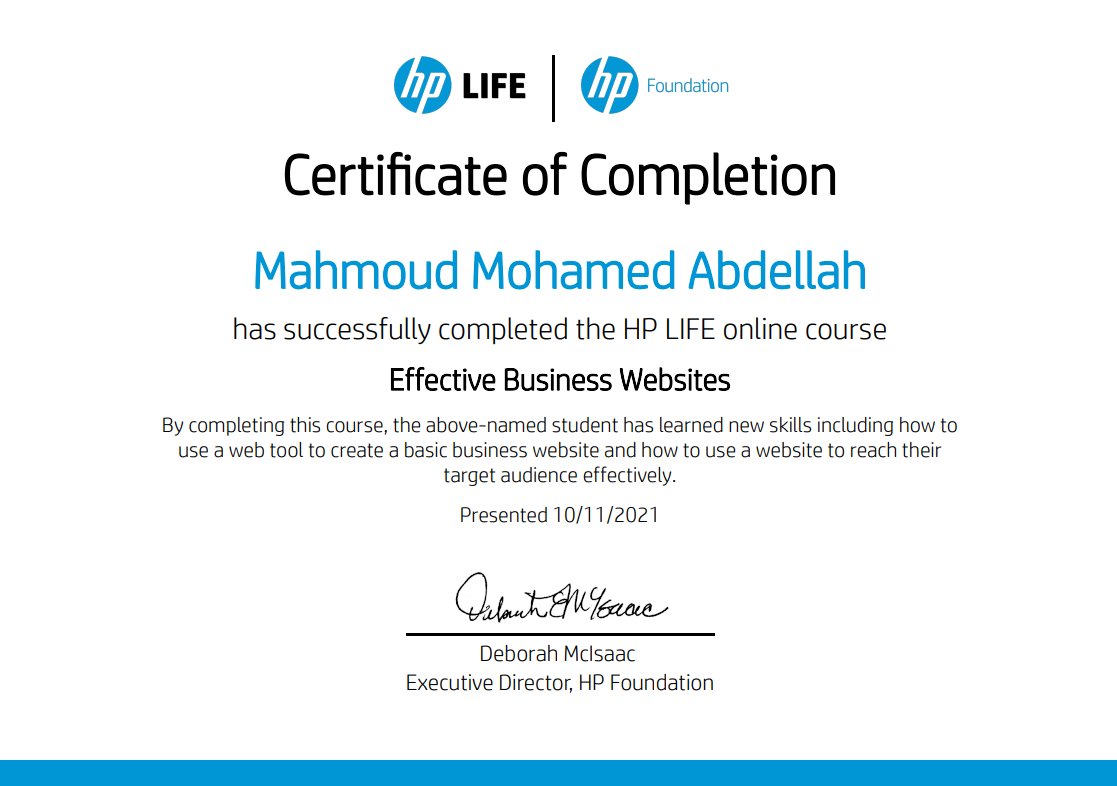 hp LIFE | hp Foundation
Certificate of Completion
Mahmoud Mohamed Abdellah
has successfully completed the HP LIFE online course
Effective Business Websites
By completing this course, the above-named student has learned new skills including how to
use a web tool to create a basic business website and how to use a website to reach their
target audience effectively.
Presented 10/11/2021
Deborah McIsaac
Executive Director, HP Foundation